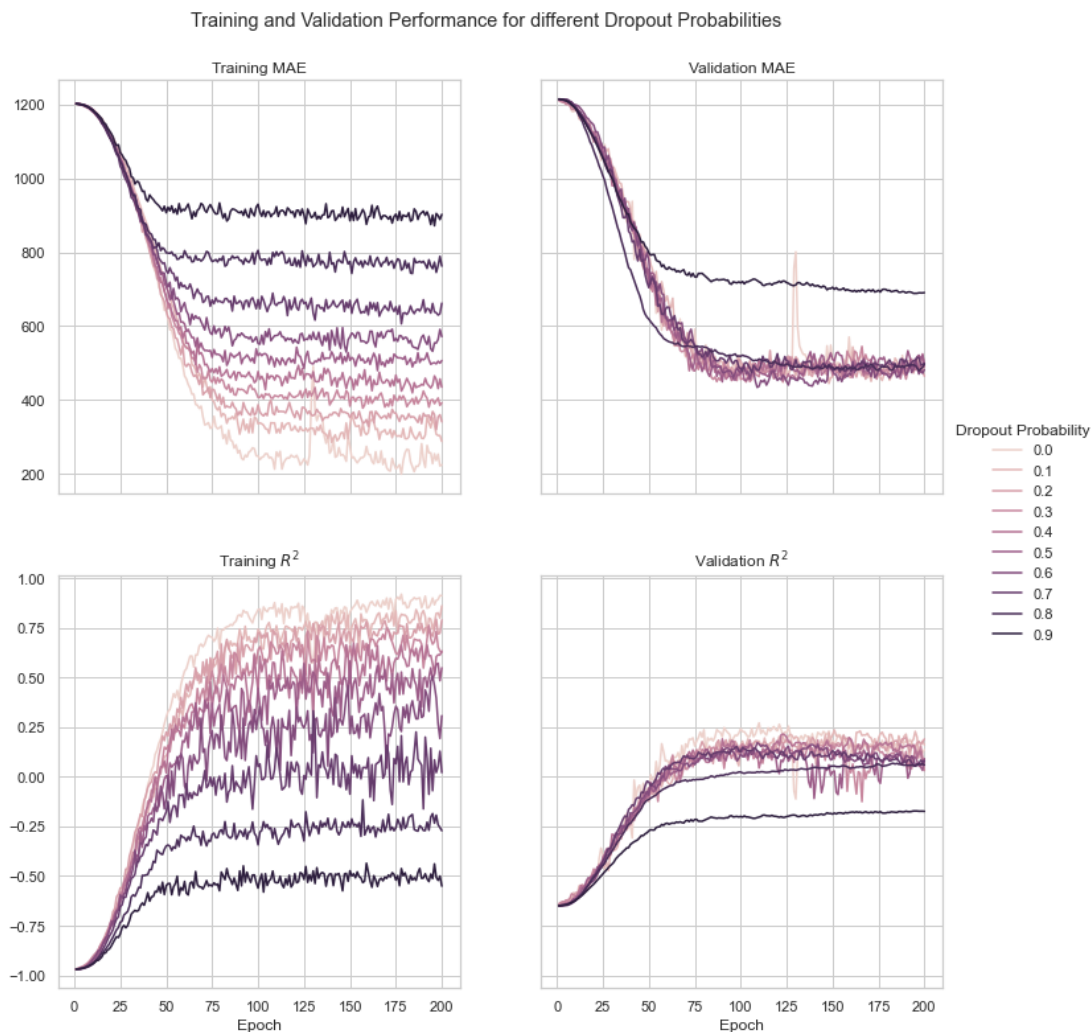 Training and Validation Performance for different Dropout Probabilities
Training MAE
1200
1000
800
600
400
200
Validation MAE
Dropout Probability
0.0
0.1
0.2
0.3
0.4
0.5
0.6
0.7
0.8
0.9
Training R²
1.00
0.75
0.50
0.25
0.00
−0.25
−0.50
−0.75
−1.00
0 25 50 75 100 125 150 175 200
Epoch
Validation R²
0 25 50 75 100 125 150 175 200
Epoch